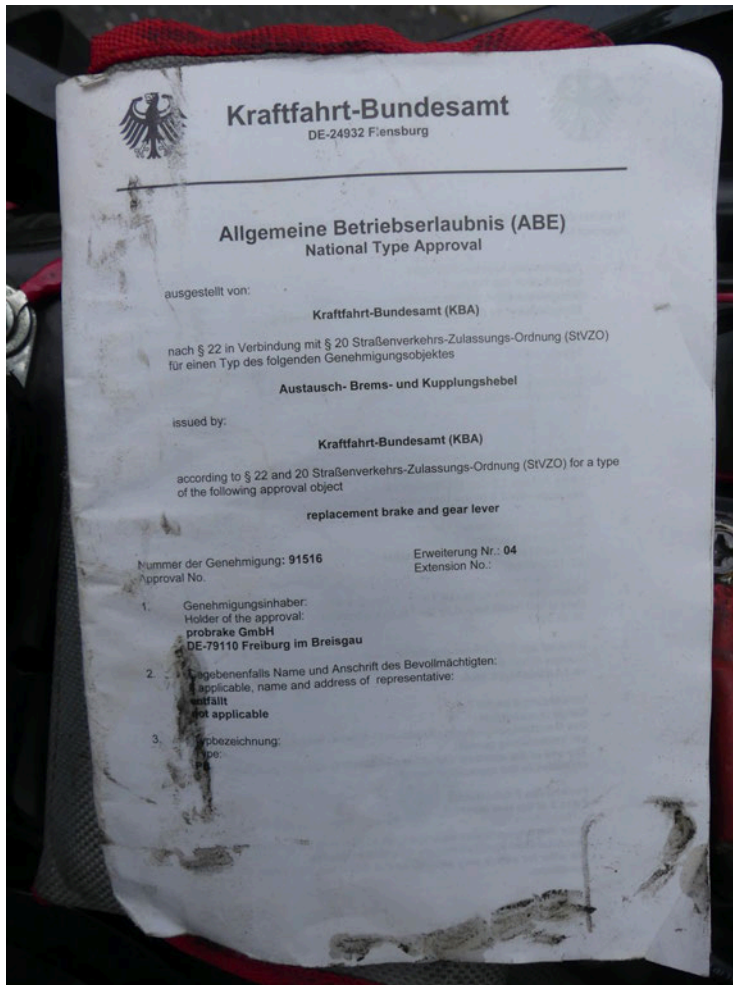 Kraftfahrt-Bundesamt
DE-24932 Flensburg
Allgemeine Betriebserlaubnis (ABE)
National Type Approval
ausgestellt von:
Kraftfahrt-Bundesamt (KBA)
nach § 22 in Verbindung mit § 20 Straßenverkehrs-Zulassungs-Ordnung (StVZO)
für einen Typ des folgenden Genehmigungsobjektes
Austausch- Brems- und Kupplungshebel
issued by:
Kraftfahrt-Bundesamt (KBA)
according to § 22 and 20 Straßenverkehrs-Zulassungs-Ordnung (StVZO) for a type
of the following approval object
replacement brake and gear lever
Nummer der Genehmigung: 91516 Erweiterung Nr.: 04
Approval No. Extension No.:
1. Genehmigungsinhaber:
Holder of the approval:
probrake GmbH
DE-79110 Freiburg im Breisgau
2. Gegebenenfalls Name und Anschrift des Bevollmächtigten:
applicable, name and address of representative:
entfällt
not applicable
3. Typbezeichnung:
Type: